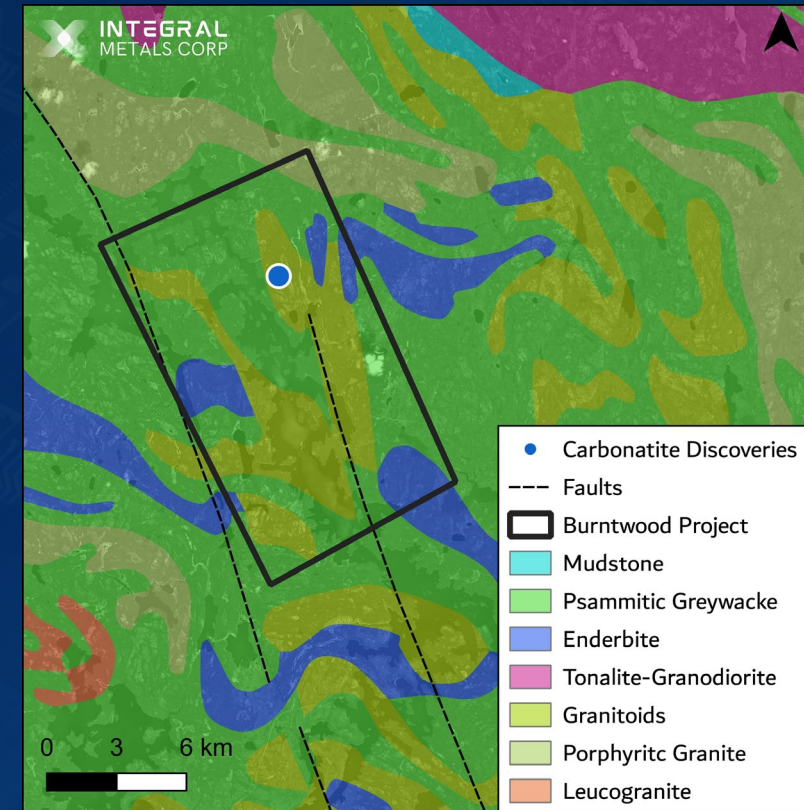 INTEGRAL
METALS CORP
Carbonatite Discoveries
Faults
Burntwood Project
Mudstone
Psammitic Greywacke
Enderbite
Tonalite-Granodiorite
Granitoids
Porphyritc Granite
Leucogranite
0 3 6 km